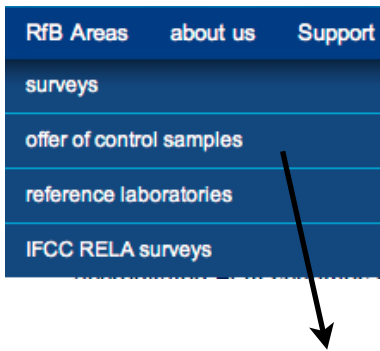 RfB Areas about us Support
surveys
offer of control samples
reference laboratories
IFCC RELA surveys